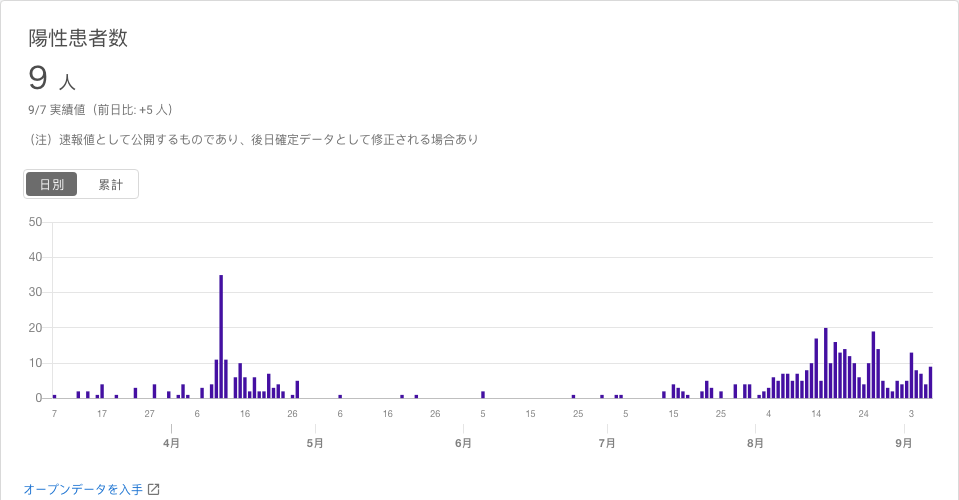 陽性患者数
9 人
9/7 実績値（前日比: +5 人）
（注）速報値として公開するものであり、後日確定データとして修正される場合あり
日別 累計
50
40
30
20
10
0
7 17 27 6 16 26 6 16 26 5 15 25 5 15 25 4 14 24 3
4月 5月 6月 7月 8月 9月
オープンデータを入手